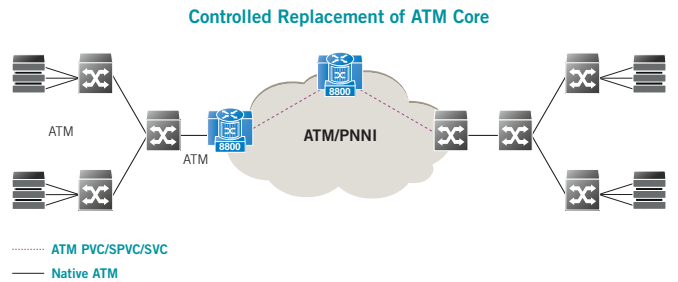 Controlled Replacement of ATM Core
8800
ATM
8800
ATM/PNNI
ATM
ATM PVC/SPVC/SVC
Native ATM